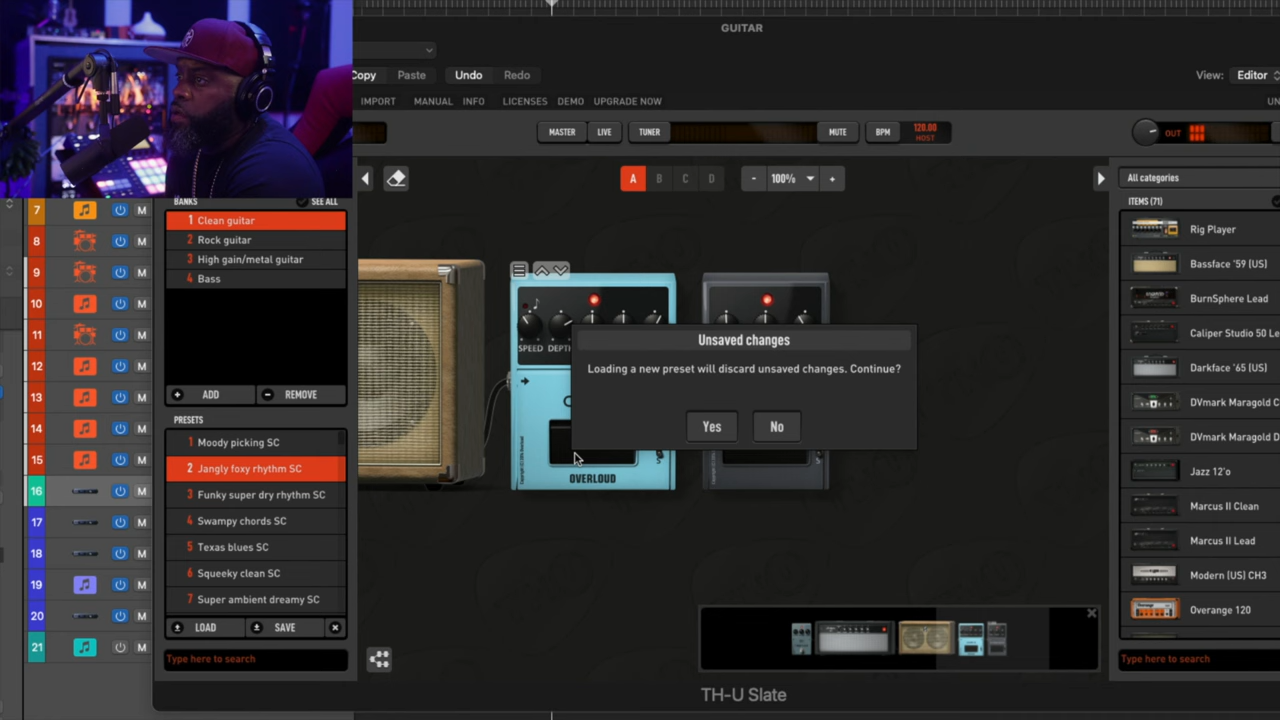 GUITAR
Copy Paste Undo Redo
View: Editor
IMPORT MANUAL INFO LICENSES DEMO UPGRADE NOW
MASTER LIVE TUNER MUTE BPM 120.00 HOST OUT
A B C D - 100% +
BANKS SEE ALL
1 Clean guitar
2 Rock guitar
3 High gain/metal guitar
4 Bass
ADD REMOVE
PRESETS
1 Moody picking SC
2 Jangly foxy rhythm SC
3 Funky super dry rhythm SC
4 Swampy chords SC
5 Texas blues SC
6 Squeeky clean SC
7 Super ambient dreamy SC
LOAD SAVE
Type here to search
7 M
8 M
9 M
10 M
11 M
12 M
13 M
14 M
15 M
16 M
17 M
18 M
19 M
20 M
21 M
SPEED
OVERLOUD
Unsaved changes
Loading a new preset will discard unsaved changes. Continue?
Yes No
All categories
ITEMS (71)
Rig Player
Bassface '59 (US)
BurnSphere Lead
Caliper Studio 50 Le
Darkface '65 (US)
DVmark Maragold C
DVmark Maragold D
Jazz 12'o
Marcus II Clean
Marcus II Lead
Modern (US) CH3
Overange 120
Type here to search
TH-U Slate